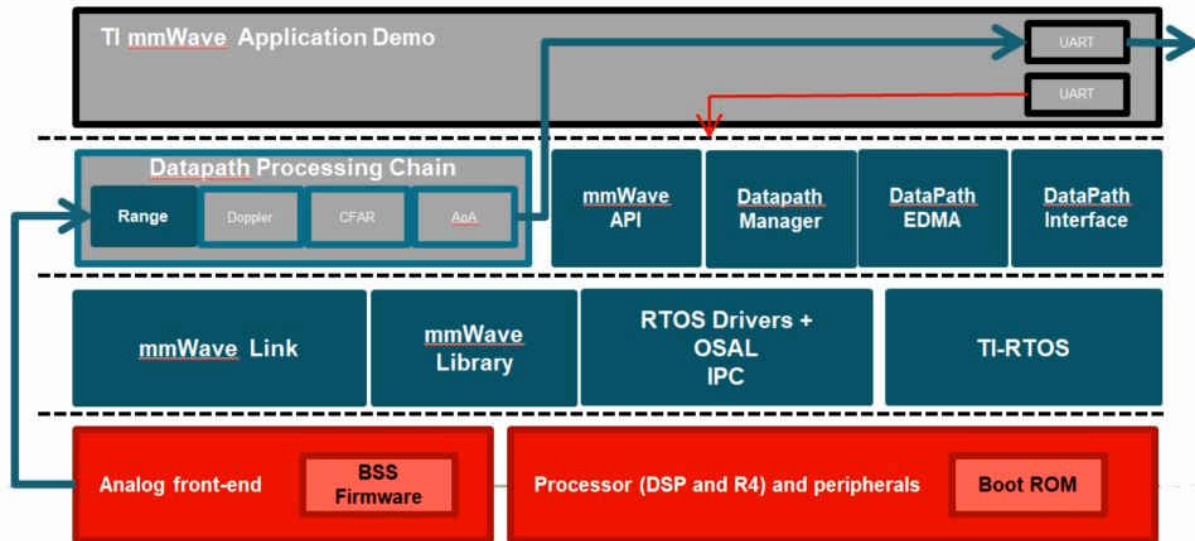 TI mmWave Application Demo
UART
UART
Datapath Processing Chain
Range
Doppler
CFAR
AoA
mmWave
API
Datapath
Manager
DataPath
EDMA
DataPath
Interface
mmWave Link
mmWave
Library
RTOS Drivers +
OSAL
IPC
TI-RTOS
Analog front-end
BSS
Firmware
Processor (DSP and R4) and peripherals
Boot ROM